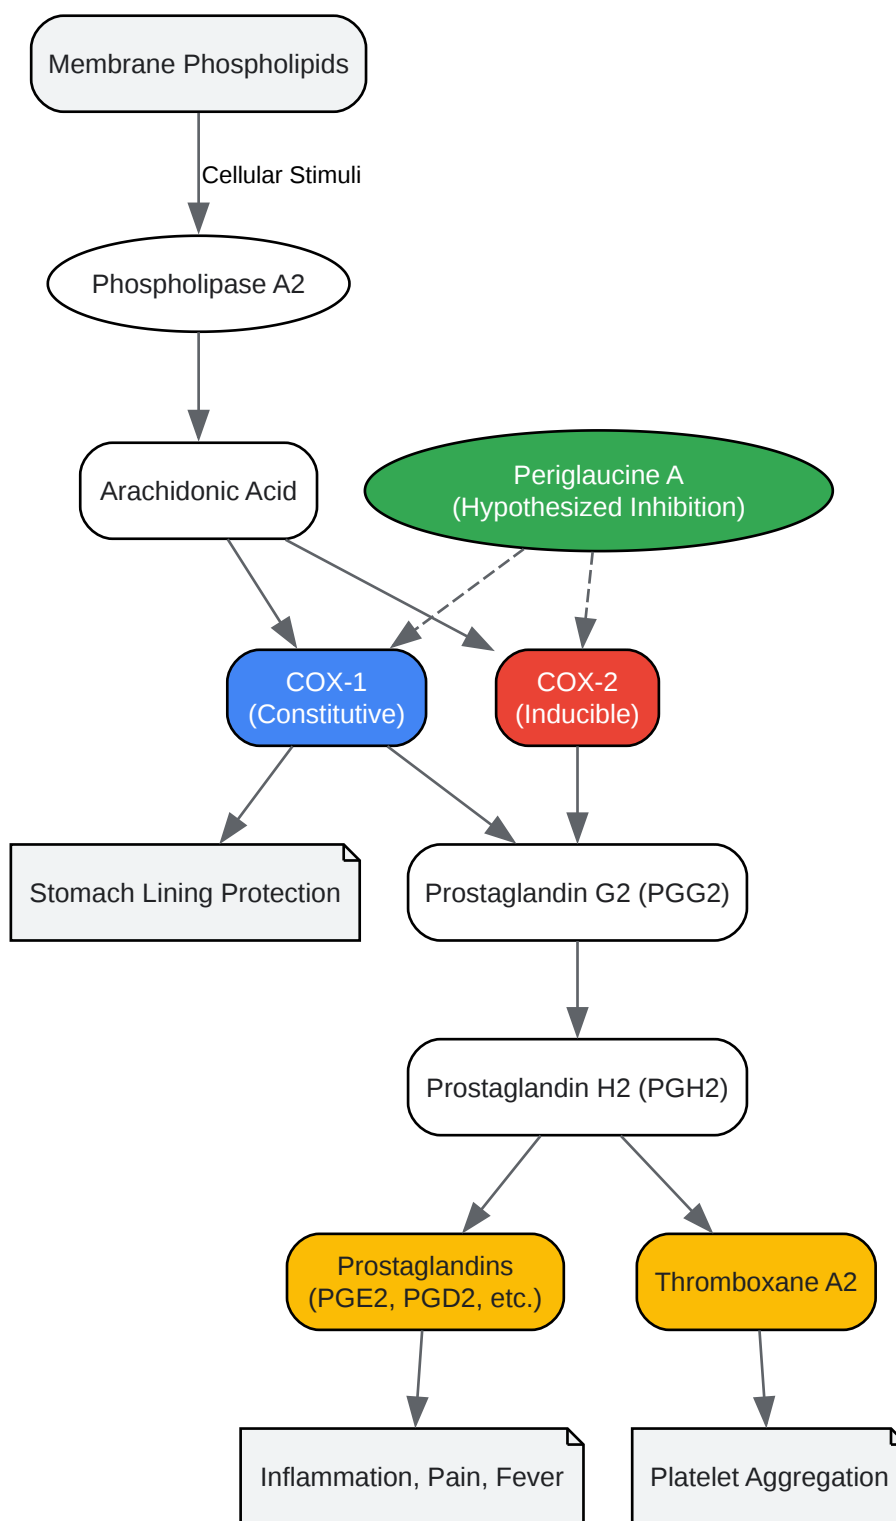 Membrane Phospholipids
Cellular Stimuli
Phospholipase A2
Arachidonic Acid
Periglaucine A
(Hypothesized Inhibition)
COX-1
(Constitutive)
COX-2
(Inducible)
Stomach Lining Protection
Prostaglandin G2 (PGG2)
Prostaglandin H2 (PGH2)
Prostaglandins
(PGE2, PGD2, etc.)
Thromboxane A2
Inflammation, Pain, Fever
Platelet Aggregation